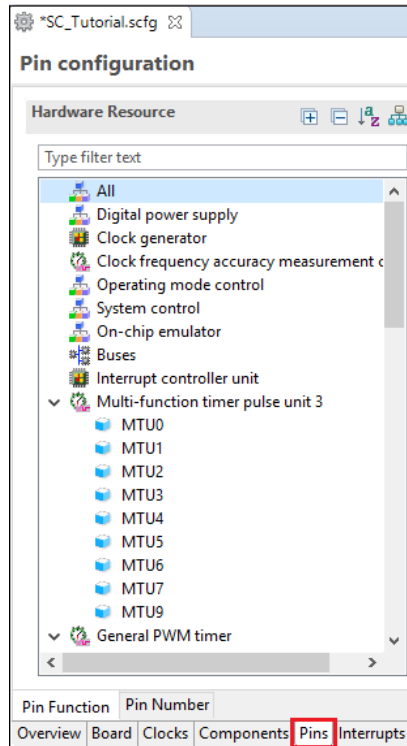 *SC_Tutorial.scfg
Pin configuration
Hardware Resource
Type filter text
All
Digital power supply
Clock generator
Clock frequency accuracy measurement c
Operating mode control
System control
On-chip emulator
Buses
Interrupt controller unit
Multi-function timer pulse unit 3
MTU0
MTU1
MTU2
MTU3
MTU4
MTU5
MTU6
MTU7
MTU9
General PWM timer
Pin Function Pin Number
Overview Board Clocks Components Pins Interrupts